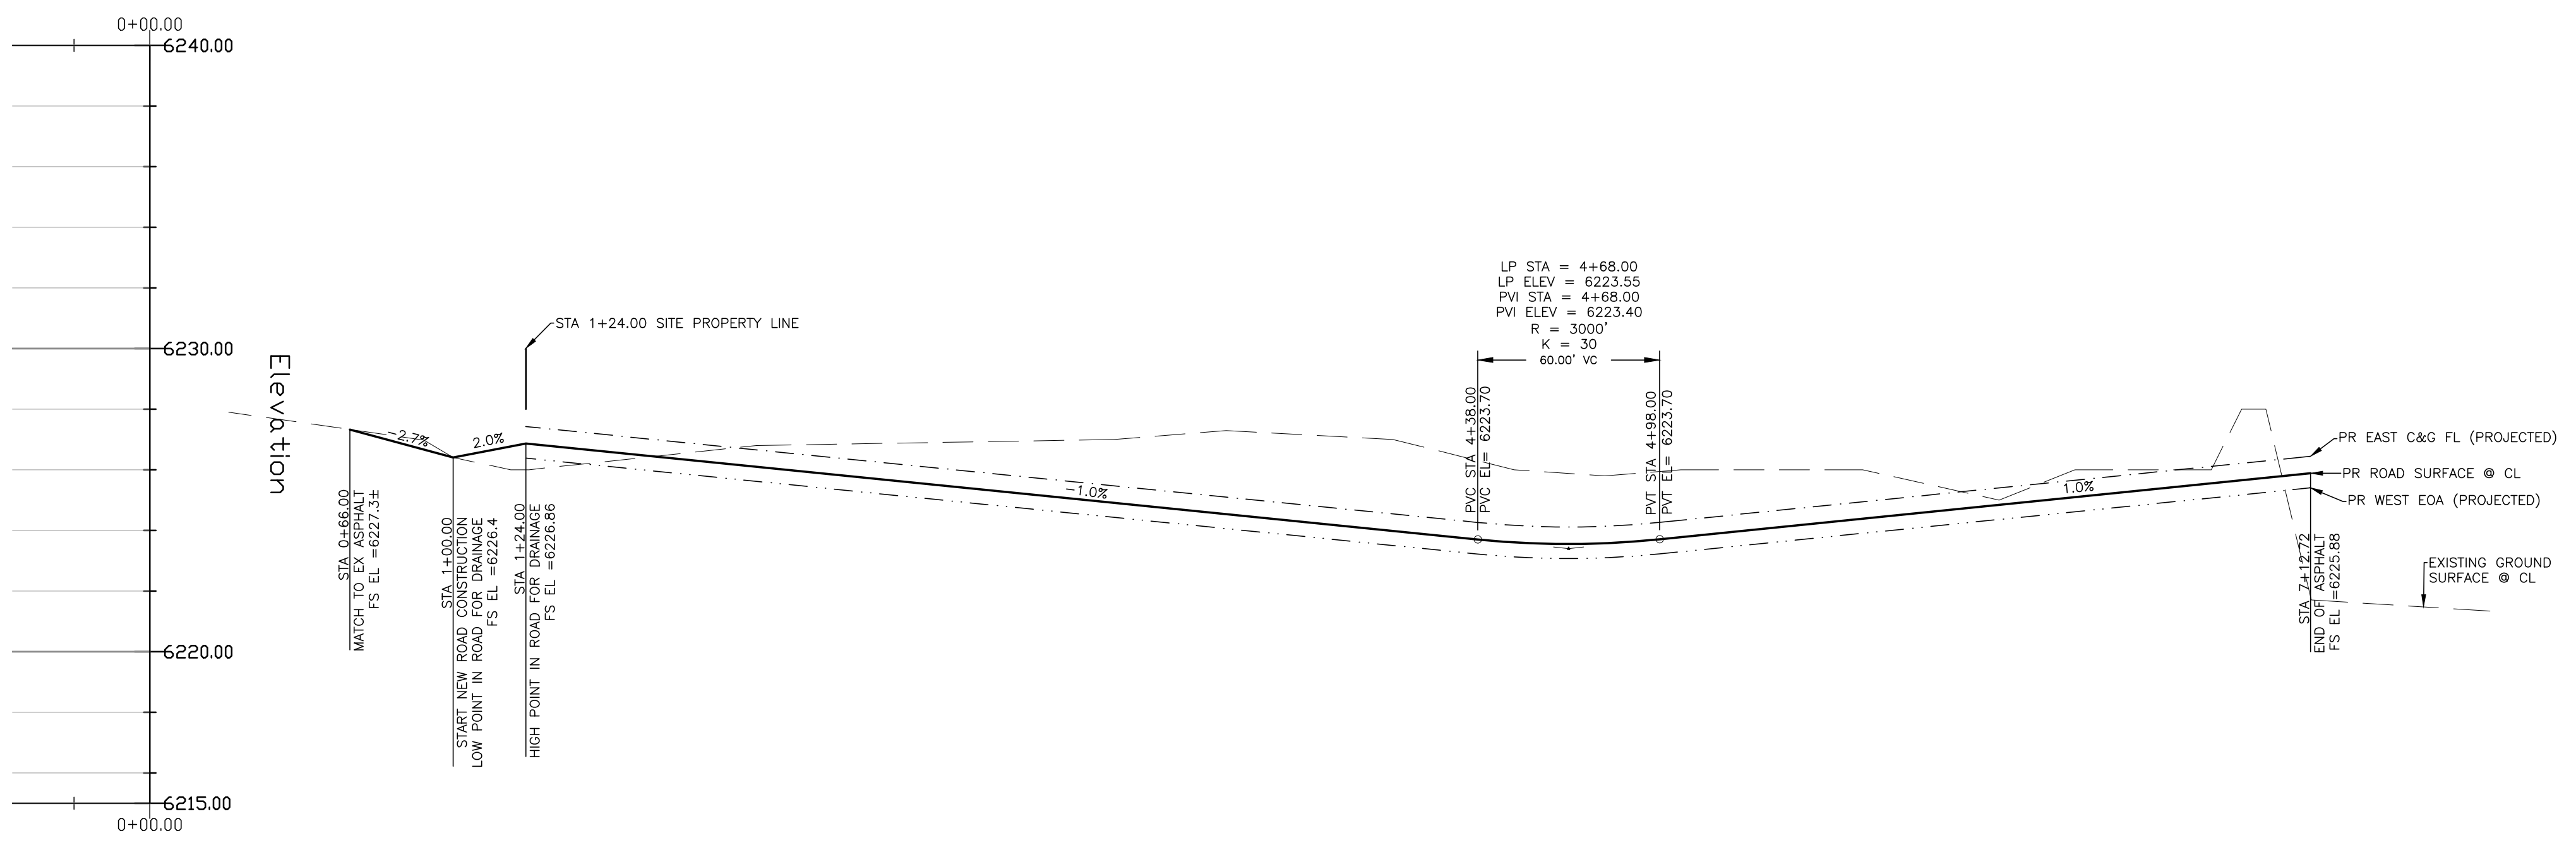 0+00.00
6240.00
6230.00
6220.00
6215.00
0+00.00
Elevation
STA 0+66.00
MATCH TO EX ASPHALT
FS EL =6227.3±
-2.7%
STA 1+00.00
START NEW ROAD CONSTRUCTION
LOW POINT IN ROAD FOR DRAINAGE
FS EL =6226.4
2.0%
STA 1+24.00 SITE PROPERTY LINE
STA 1+24.00
HIGH POINT IN ROAD FOR DRAINAGE
FS EL =6226.86
-1.0%
LP STA = 4+68.00
LP ELEV = 6223.55
PVI STA = 4+68.00
PVI ELEV = 6223.40
R = 3000'
K = 30
60.00' VC
PVC STA 4+38.00
PVC EL= 6223.70
PVT STA 4+98.00
PVT EL= 6223.70
1.0%
PR EAST C&G FL (PROJECTED)
PR ROAD SURFACE @ CL
PR WEST EOA (PROJECTED)
STA 7+12.72
END OF ASPHALT
FS EL =6225.88
EXISTING GROUND
SURFACE @ CL